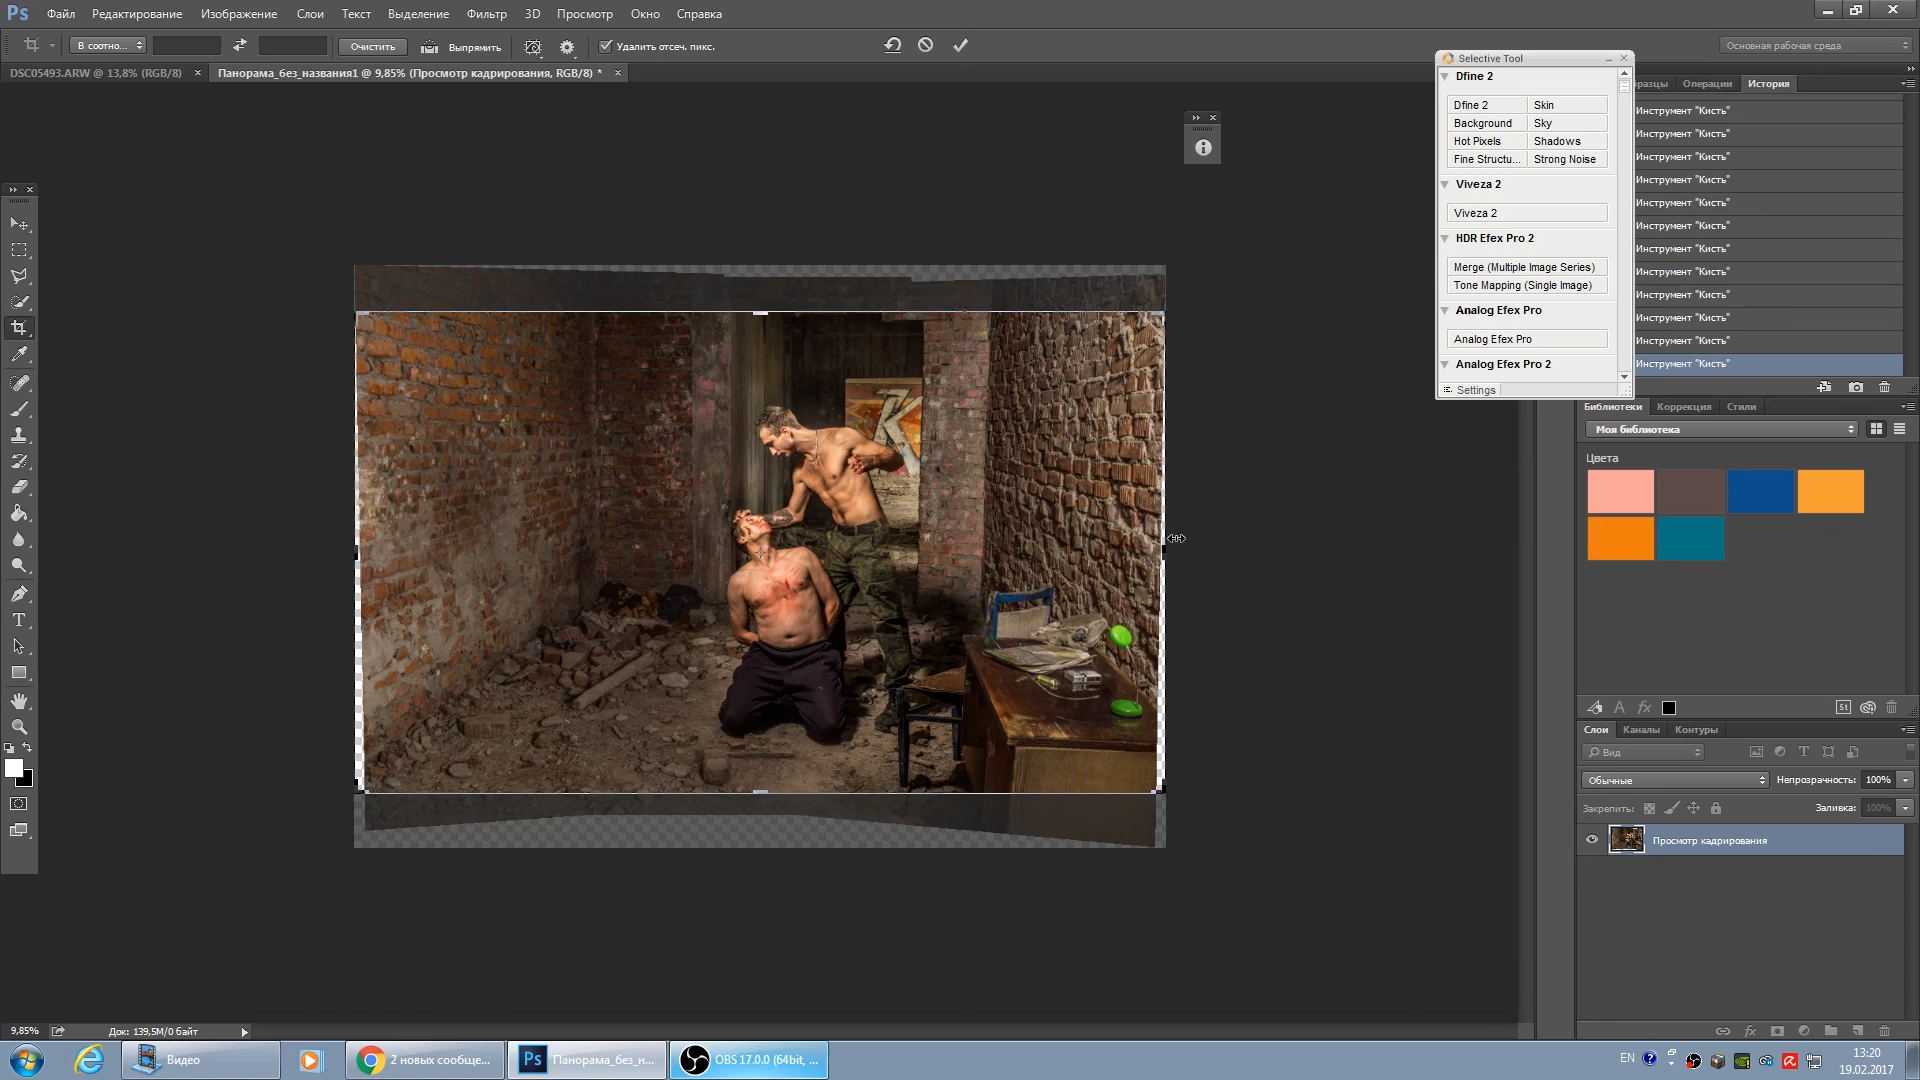 Ps Файл Редактирование Изображение Слои Текст Выделение Фильтр 3D Просмотр Окно Справка
В соотно... Очистить Выпрямить Удалить отсеч. пикс. Основная рабочая среда
DSC05493.ARW @ 13,8% (RGB/8) × Панорама_без_названия1 @ 9,85% (Просмотр кадрирования, RGB/8) * ×
Selective Tool
Dfine 2
Dfine 2 Skin
Background Sky
Hot Pixels Shadows
Fine Structu... Strong Noise
Viveza 2
Viveza 2
HDR Efex Pro 2
Merge (Multiple Image Series)
Tone Mapping (Single Image)
Analog Efex Pro
Analog Efex Pro
Analog Efex Pro 2
Settings
разцы Операции История
Инструмент "Кисть"
Инструмент "Кисть"
Инструмент "Кисть"
Инструмент "Кисть"
Инструмент "Кисть"
Инструмент "Кисть"
Инструмент "Кисть"
Инструмент "Кисть"
Инструмент "Кисть"
Инструмент "Кисть"
Инструмент "Кисть"
Инструмент "Кисть"
Библиотеки Коррекция Стили
Моя библиотека
Цвета
St
Слои Каналы Контуры
Вид
Обычные Непрозрачность: 100%
Закрепить: Заливка: 100%
Просмотр кадрирования
9,85% Док: 139,5M/0 байт
Видео 2 новых сообще... Ps Панорама_без_н... OBS 17.0.0 (64bit, ...
EN 13:20
19.02.2017